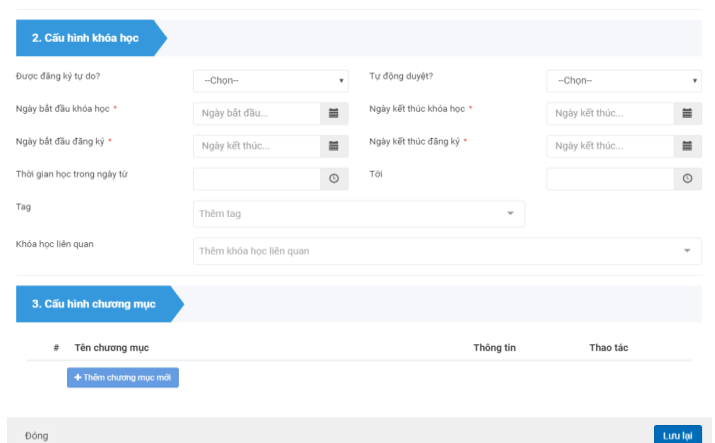 2. Cấu hình khóa học
Được đăng ký tự do? --Chọn-- Tự động duyệt? --Chọn--
Ngày bắt đầu khóa học * Ngày bắt đầu... Ngày kết thúc khóa học * Ngày kết thúc...
Ngày bắt đầu đăng ký * Ngày kết thúc... Ngày kết thúc đăng ký * Ngày kết thúc...
Thời gian học trong ngày từ Tới
Tag Thêm tag
Khóa học liên quan Thêm khóa học liên quan
3. Cấu hình chương mục
# Tên chương mục Thông tin Thao tác
+ Thêm chương mục mới
Đóng Lưu lại